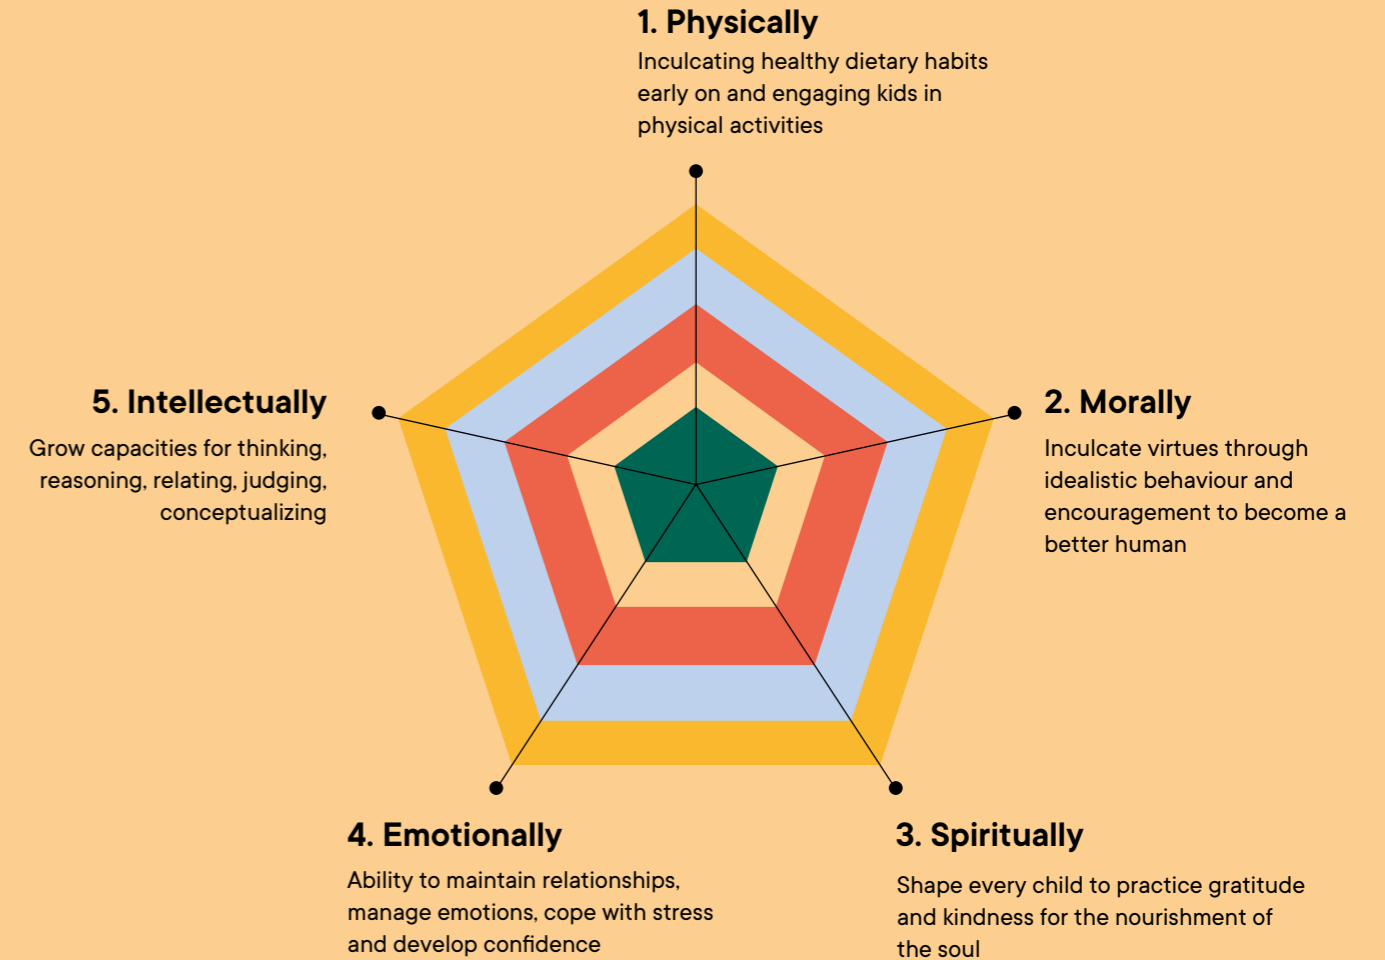 1. Physically
Inculcating healthy dietary habits
early on and engaging kids in
physical activities
2. Morally
Inculcate virtues through
idealistic behaviour and
encouragement to become a
better human
3. Spiritually
Shape every child to practice gratitude
and kindness for the nourishment of
the soul
4. Emotionally
Ability to maintain relationships,
manage emotions, cope with stress
and develop confidence
5. Intellectually
Grow capacities for thinking,
reasoning, relating, judging,
conceptualizing